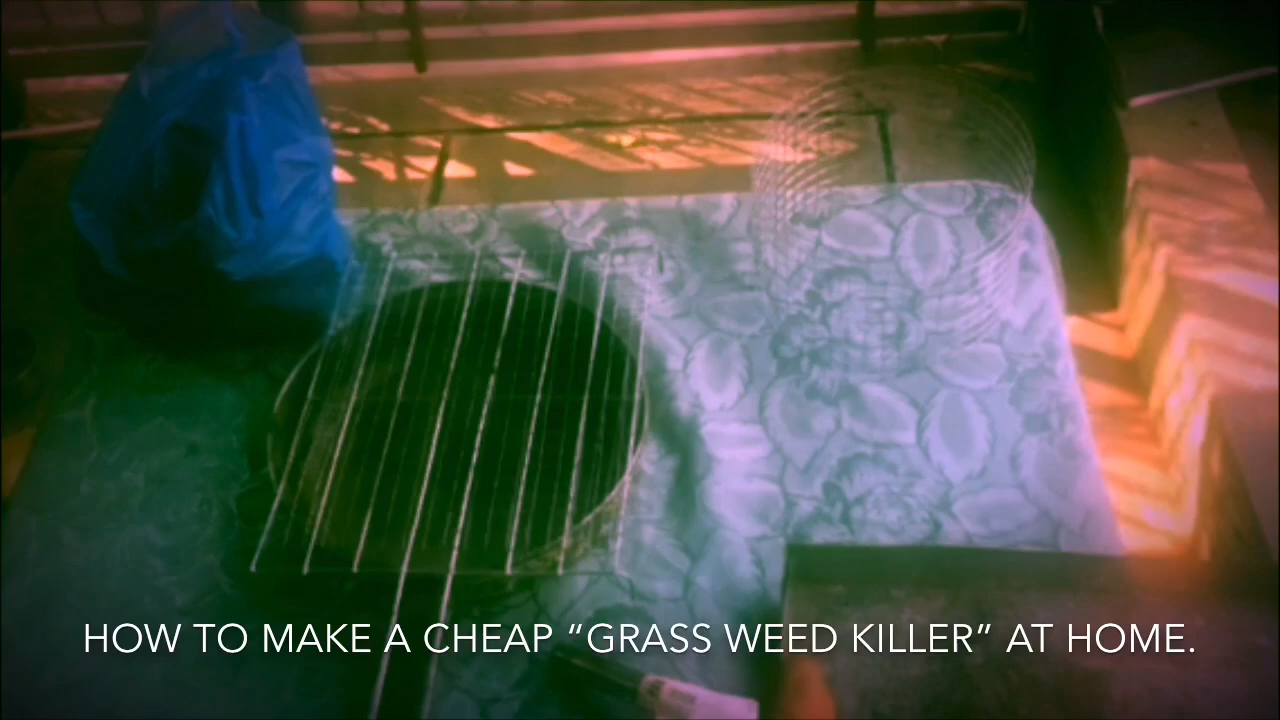 HOW TO MAKE A CHEAP “GRASS WEED KILLER” AT HOME.